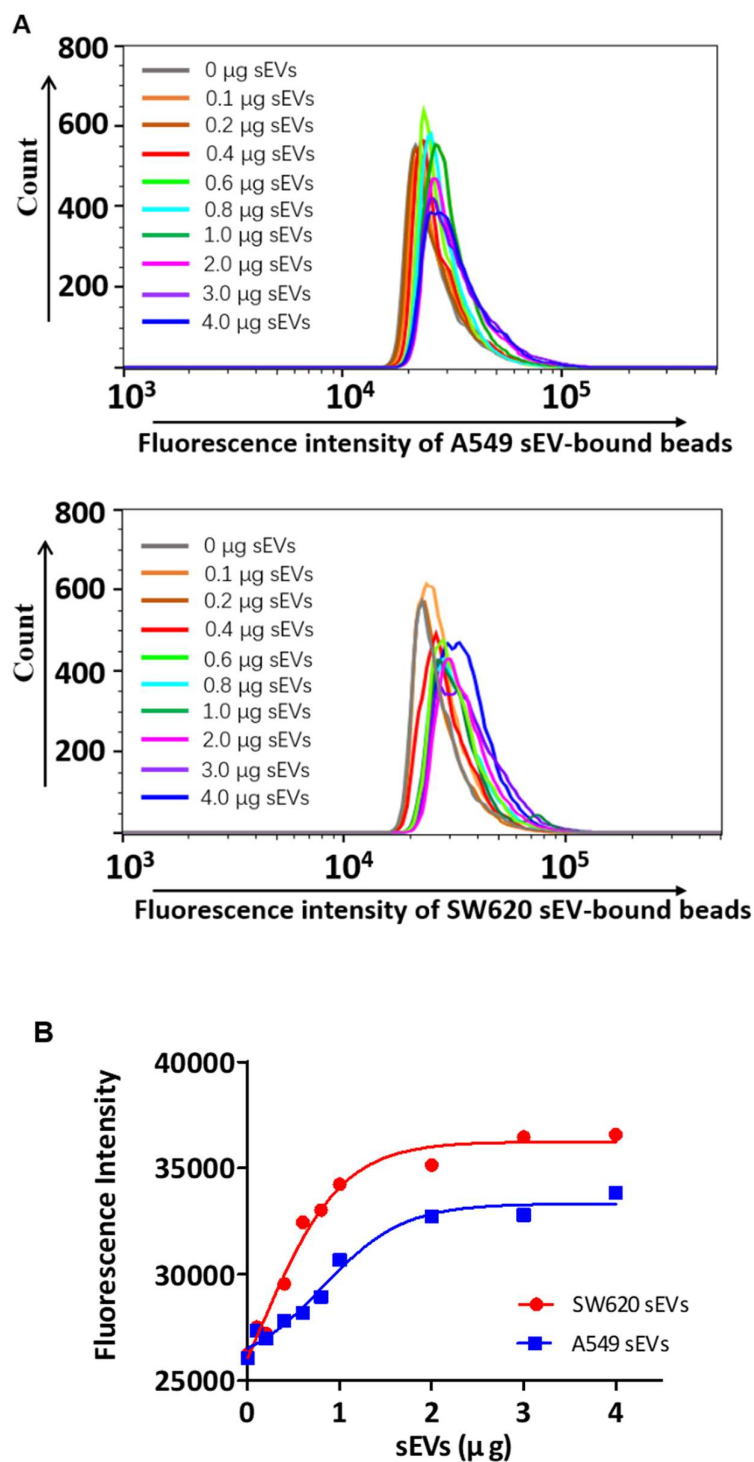 A
800
600
400
200
Count
0 μg sEVs
0.1 μg sEVs
0.2 μg sEVs
0.4 μg sEVs
0.6 μg sEVs
0.8 μg sEVs
1.0 μg sEVs
2.0 μg sEVs
3.0 μg sEVs
4.0 μg sEVs
10³ 10⁴ 10⁵
Fluorescence intensity of A549 sEV-bound beads
800
600
400
200
Count
0 μg sEVs
0.1 μg sEVs
0.2 μg sEVs
0.4 μg sEVs
0.6 μg sEVs
0.8 μg sEVs
1.0 μg sEVs
2.0 μg sEVs
3.0 μg sEVs
4.0 μg sEVs
10³ 10⁴ 10⁵
Fluorescence intensity of SW620 sEV-bound beads
B
40000
35000
30000
25000
Fluorescence Intensity
SW620 sEVs
A549 sEVs
0 1 2 3 4
sEVs (μ g)